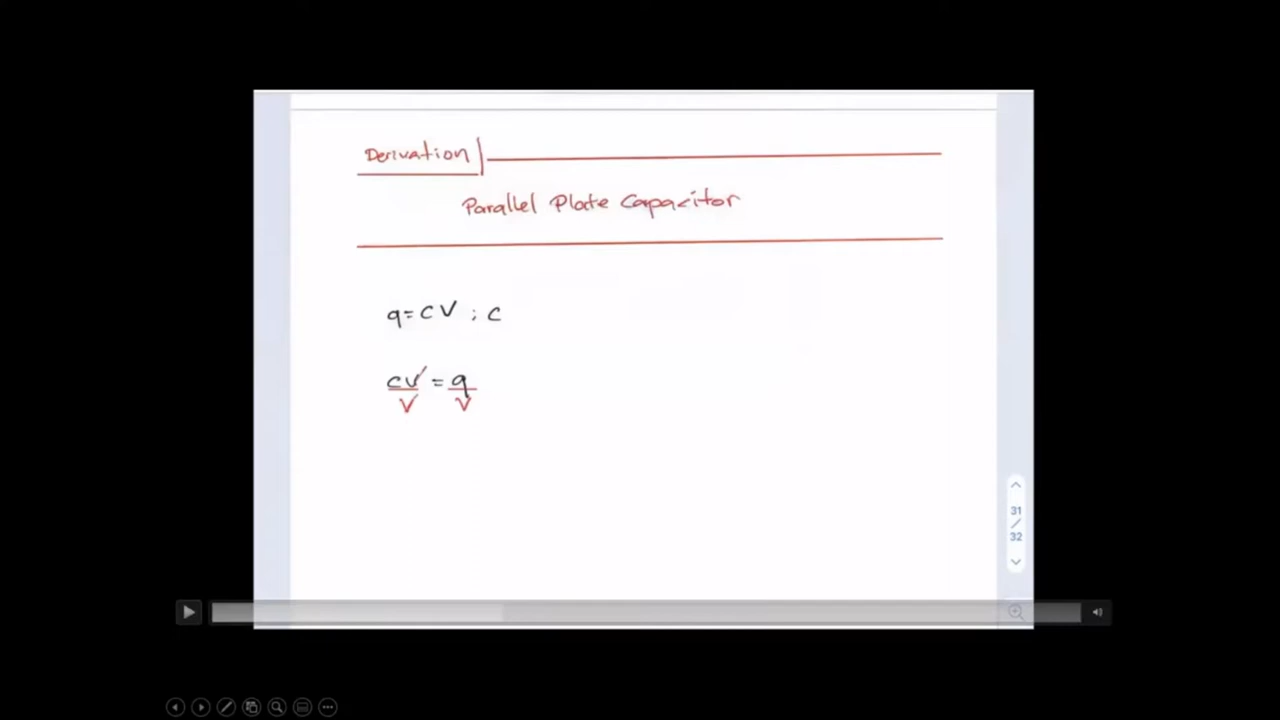 Derivation
Parallel Plate Capacitor
q = CV ; C
CV/V = q/V
31
/
32